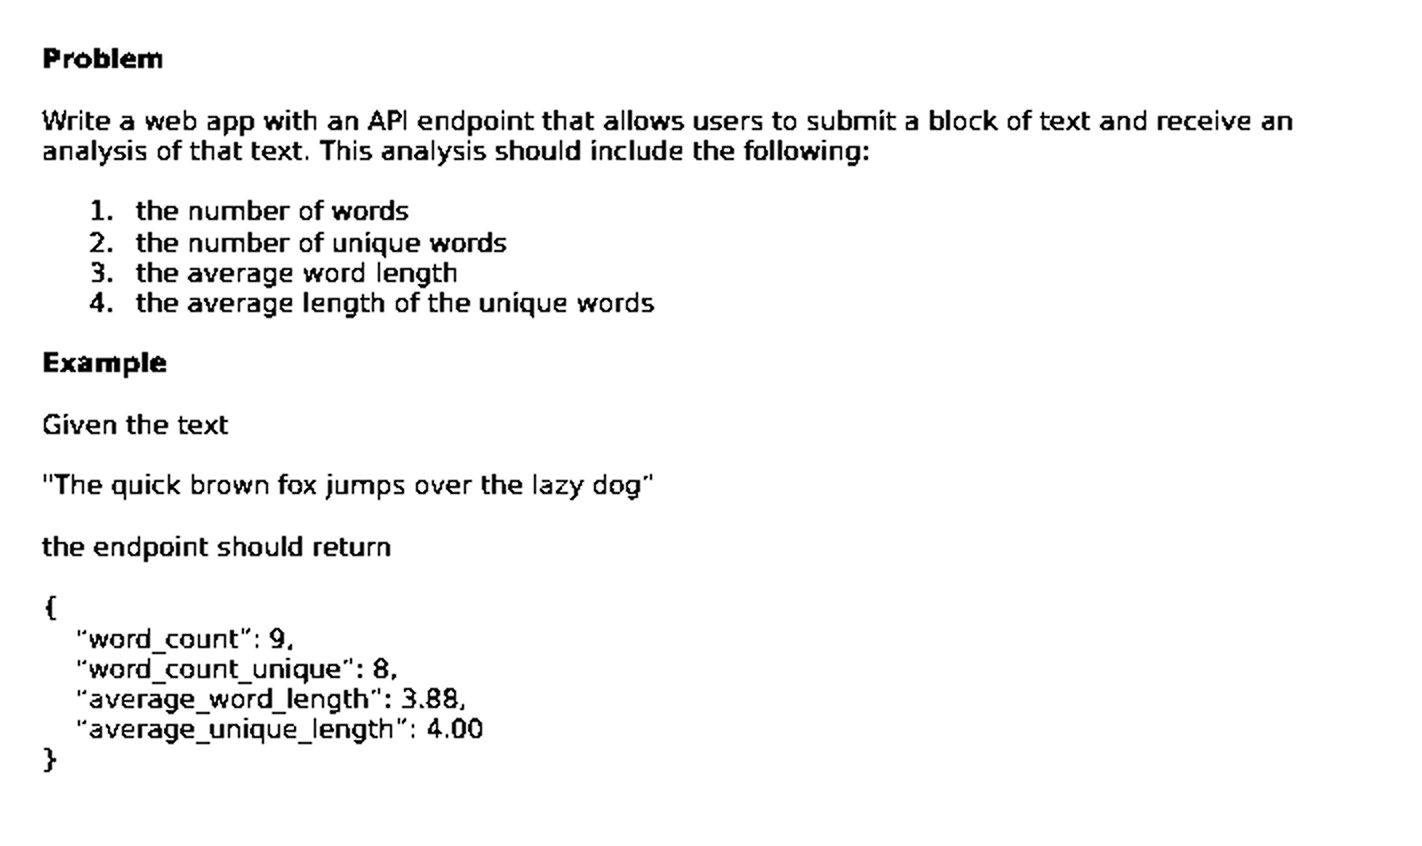 Problem
Write a web app with an API endpoint that allows users to submit a block of text and receive an
analysis of that text. This analysis should include the following:
1. the number of words
2. the number of unique words
3. the average word length
4. the average length of the unique words
Example
Given the text
"The quick brown fox jumps over the lazy dog"
the endpoint should return
{
"word_count": 9,
"word_count_unique": 8,
"average_word_length": 3.88,
"average_unique_length": 4.00
}